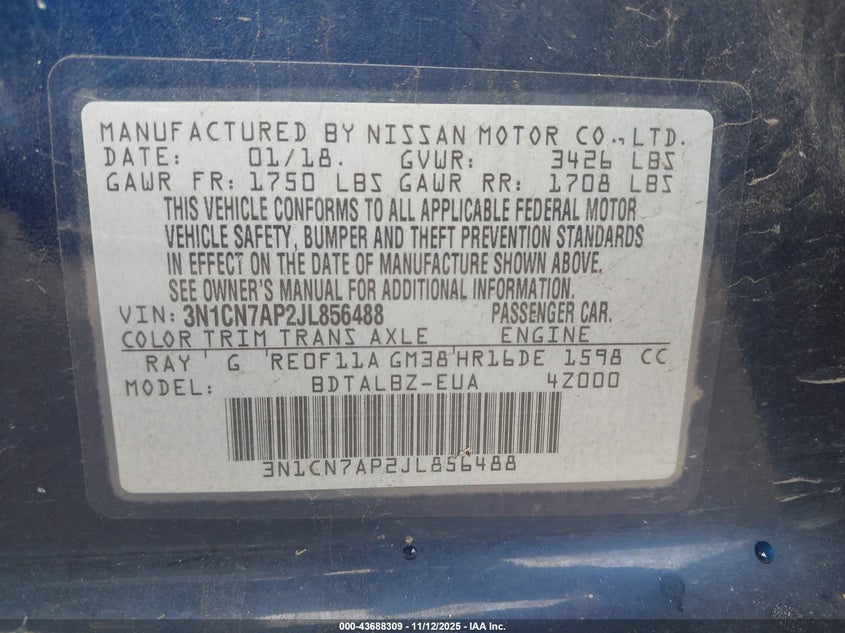 MANUFACTURED BY NISSAN MOTOR CO.,LTD.
DATE: 01/18. GVWR: 3426 LBS
GAWR FR: 1750 LBS GAWR RR: 1708 LBS
THIS VEHICLE CONFORMS TO ALL APPLICABLE FEDERAL MOTOR
VEHICLE SAFETY, BUMPER AND THEFT PREVENTION STANDARDS
IN EFFECT ON THE DATE OF MANUFACTURE SHOWN ABOVE.
SEE OWNER'S MANUAL FOR ADDITIONAL INFORMATION.
VIN: 3N1CN7AP2JL856488 PASSENGER CAR.
COLOR TRIM TRANS AXLE ENGINE
RAY G RE0F11A GM38 HR16DE 1598 CC
MODEL: BDTALBZ-EUA 4Z000
3N1CN7AP2JL856488
000-43688309 - 11/12/2025 - IAA Inc.